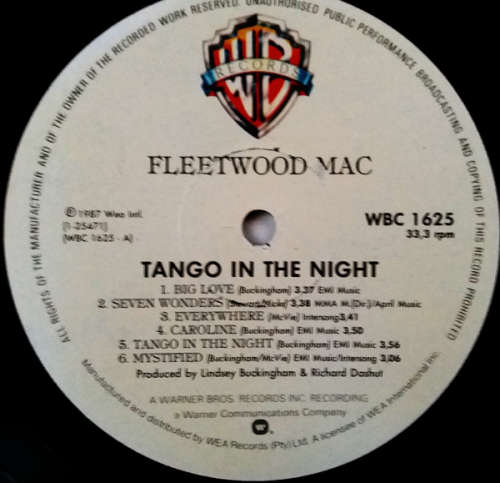 ALL RIGHTS OF THE MANUFACTURER AND OF THE OWNER OF THE RECORDED WORK RESERVED. UNAUTHORISED PUBLIC PERFORMANCE BROADCASTING AND COPYING OF THIS RECORD PROHIBITED
WB
RECORDS
FLEETWOOD MAC
℗ 1987 Wea Intl.
(1-25471)
(WBC 1625 - A)
WBC 1625
33,3 rpm
TANGO IN THE NIGHT
1. BIG LOVE (Buckingham) 3,37 EMI Music
2. SEVEN WONDERS 3,38 MMA M.(Dir.)/April Music
3. EVERYWHERE (McVie) Intersong 3,41
4. CAROLINE (Buckingham) EMI Music 3,50
5. TANGO IN THE NIGHT (Buckingham) EMI Music 3,56
6. MYSTIFIED (Buckingham/McVie) EMI Music/Intersong 3,06
Produced by Lindsey Buckingham & Richard Dashut
A WARNER BROS. RECORDS INC. RECORDING
a Warner Communications Company
Manufactured and distributed by WEA Records (Pty) Ltd. A licensee of WEA International Inc.